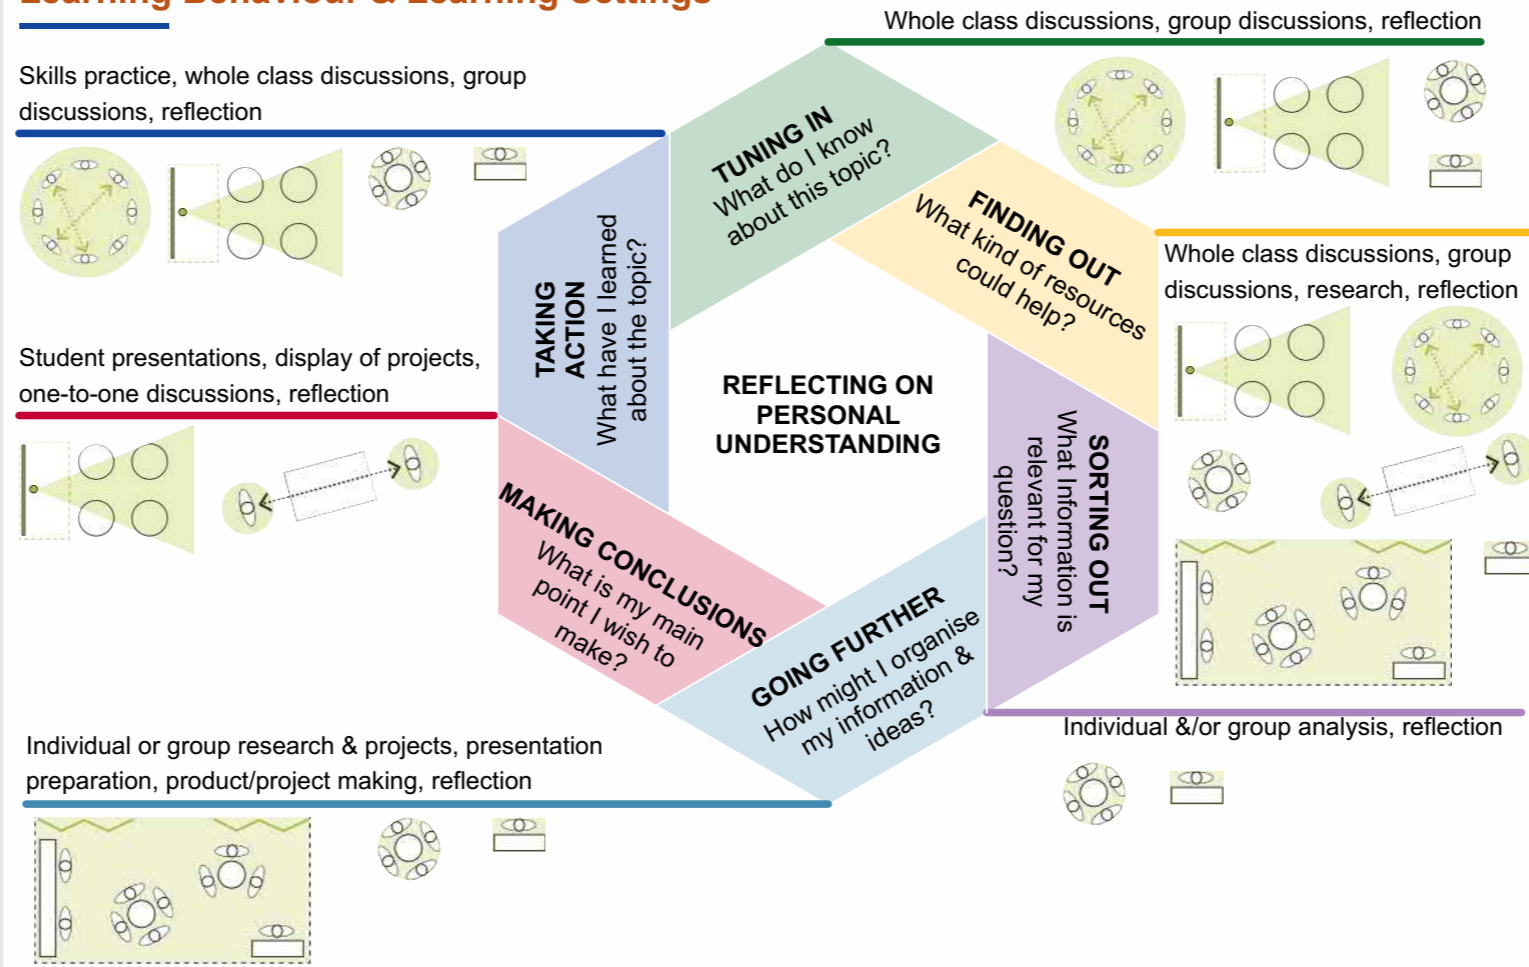 Learning Behaviour & Learning Settings
Whole class discussions, group discussions, reflection
Skills practice, whole class discussions, group
discussions, reflection
TUNING IN
What do I know
about this topic?
FINDING OUT
What kind of resources
could help?
Whole class discussions, group
discussions, research, reflection
TAKING
ACTION
What have I learned
about the topic?
Student presentations, display of projects,
one-to-one discussions, reflection
REFLECTING ON
PERSONAL
UNDERSTANDING
SORTING OUT
What Information is
relevant for my
question?
MAKING CONCLUSIONS
What is my main
point I wish to
make?
GOING FURTHER
How might I organise
my information &
ideas?
Individual &/or group analysis, reflection
Individual or group research & projects, presentation
preparation, product/project making, reflection